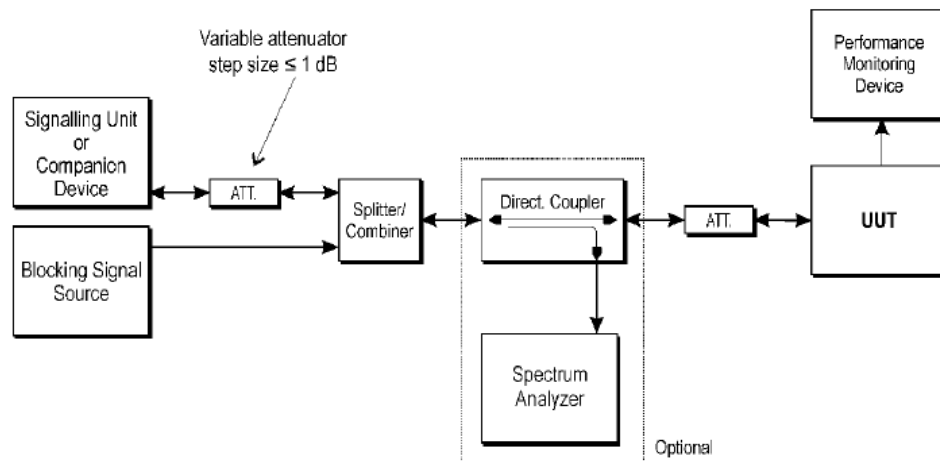 Variable attenuator
step size ≤ 1 dB
Performance
Monitoring
Device
Signalling Unit
or
Companion
Device
ATT.
Splitter/
Combiner
Direct. Coupler
ATT.
UUT
Blocking Signal
Source
Spectrum
Analyzer
Optional